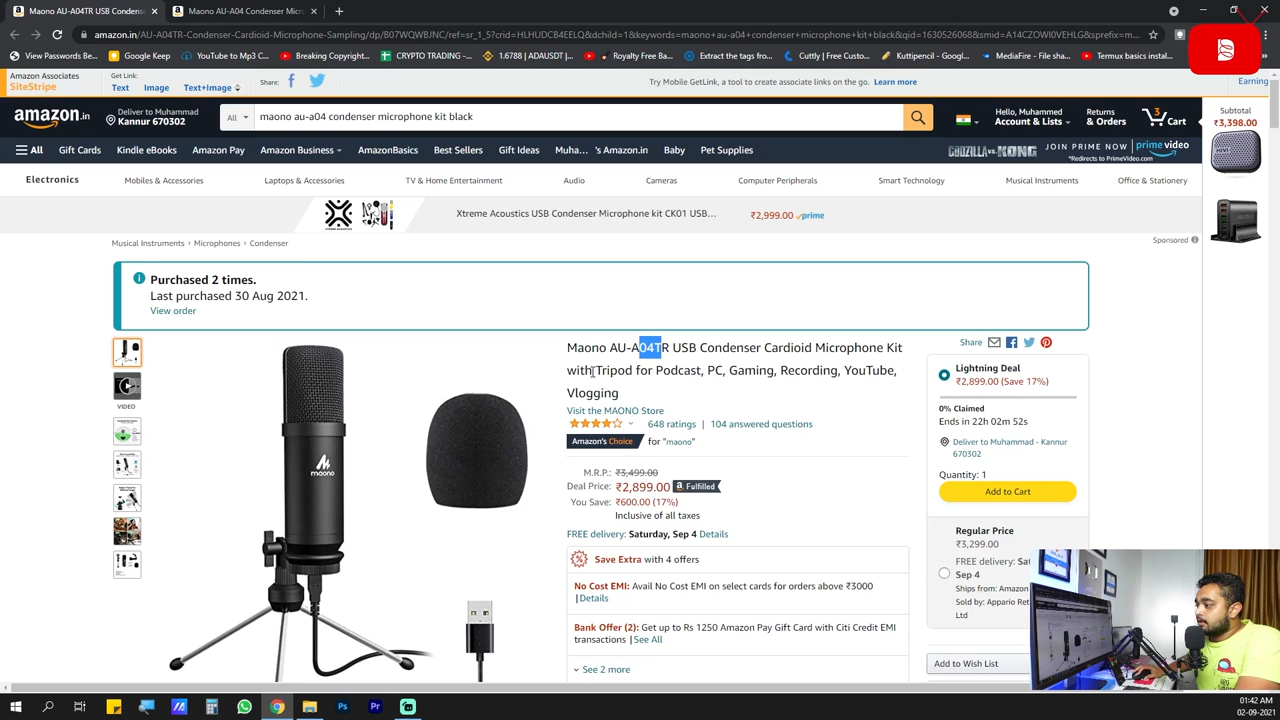 Maono AU-A04TR USB Condens
Maono AU-A04 Condenser Micro
amazon.in/AU-A04TR-Condenser-Cardioid-Microphone-Sampling/dp/B07WQWBJNC/ref=sr_1_5?crid=HLHUDCB4EELQ&dchild=1&keywords=maono+au-a04+condenser+microphone+kit+black&qid=1630526068&smid=A14CZOWI0VEHLG&sprefix=m...
View Passwords Be...
Google Keep
YouTube to Mp3 C...
Breaking Copyright...
CRYPTO TRADING -...
1.6788 | ADAUSDT |...
Royalty Free Ba...
Extract the tags fr...
Cuttly | Free Custo...
Kuttipencil - Goo...
MediaFire - File sha...
Termux basics instal...
Amazon Associates
SiteStripe
Get Link:
Text
Image
Text+Image
Share:
Try Mobile GetLink, a tool to create associate links on the go. Learn more
Earning
amazon.in
Deliver to Muhammed
Kannur 670302
All
maono au-a04 condenser microphone kit black
Hello, Muhammed
Account & Lists
Returns
& Orders
3
Cart
Subtotal
₹3,398.00
All
Gift Cards
Kindle eBooks
Amazon Pay
Amazon Business
AmazonBasics
Best Sellers
Gift Ideas
Muha... 's Amazon.in
Baby
Pet Supplies
GODZILLA vs. KONG
JOIN PRIME NOW
*Redirects to PrimeVideo.com
prime video
Electronics
Mobiles & Accessories
Laptops & Accessories
TV & Home Entertainment
Audio
Cameras
Computer Peripherals
Smart Technology
Musical Instruments
Office & Stationery
Xtreme Acoustics USB Condenser Microphone kit CK01 USB...
₹2,999.00 prime
Musical Instruments › Microphones › Condenser
Sponsored
Purchased 2 times.
Last purchased 30 Aug 2021.
View order
VIDEO
maono
Maono AU-A04TR USB Condenser Cardioid Microphone Kit
with Tripod for Podcast, PC, Gaming, Recording, YouTube,
Vlogging
Visit the MAONO Store
648 ratings | 104 answered questions
Amazon's Choice for "maono"
M.R.P.: ₹3,499.00
Deal Price: ₹2,899.00 Fulfilled
You Save: ₹600.00 (17%)
Inclusive of all taxes
FREE delivery: Saturday, Sep 4 Details
Save Extra with 4 offers
No Cost EMI: Avail No Cost EMI on select cards for orders above ₹3000
|Details
Bank Offer (2): Get up to Rs 1250 Amazon Pay Gift Card with Citi Credit EMI
transactions |See All
See 2 more
Share
Lightning Deal
₹2,899.00 (Save 17%)
0% Claimed
Ends in 22h 02m 52s
Deliver to Muhammad - Kannur
670302
Quantity: 1
Add to Cart
Regular Price
₹3,299.00
FREE delivery: Sat
Sep 4
Ships from: Amazon
Sold by: Appario Ret
Ltd
Add to Wish List
01:42 AM
02-09-2021